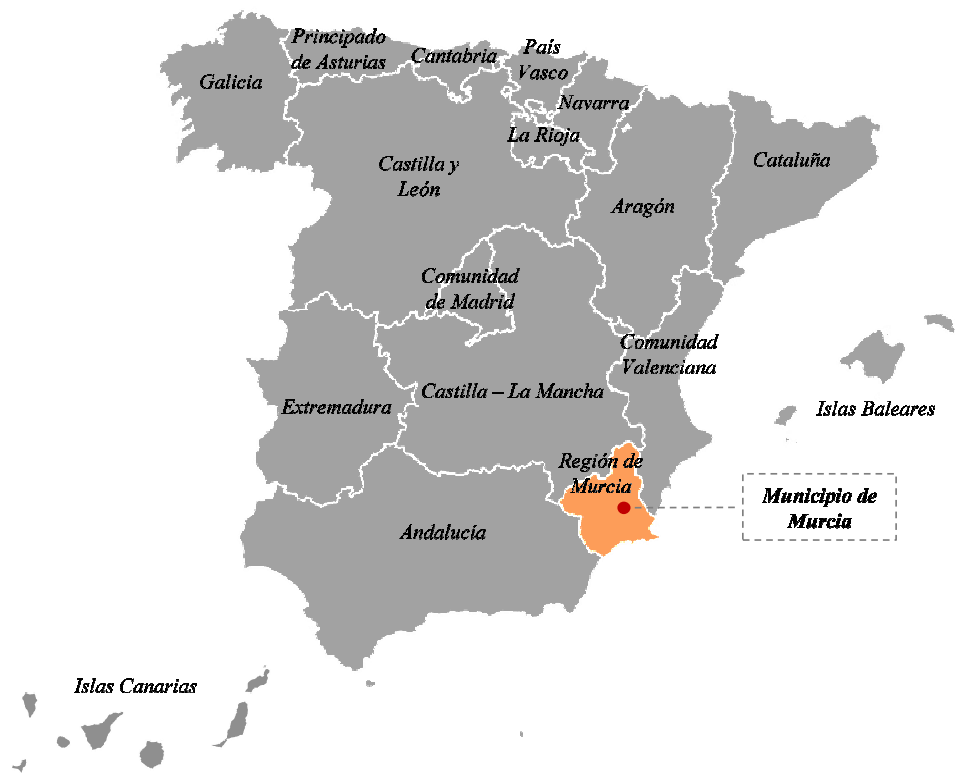 Principado
de Asturias
Cantabria
País
Vasco
Galicia
Navarra
La Rioja
Castilla y
León
Cataluña
Aragón
Comunidad
de Madrid
Comunidad
Valenciana
Castilla – La Mancha
Extremadura
Islas Baleares
Región de
Murcia
Municipio de
Murcia
Andalucía
Islas Canarias